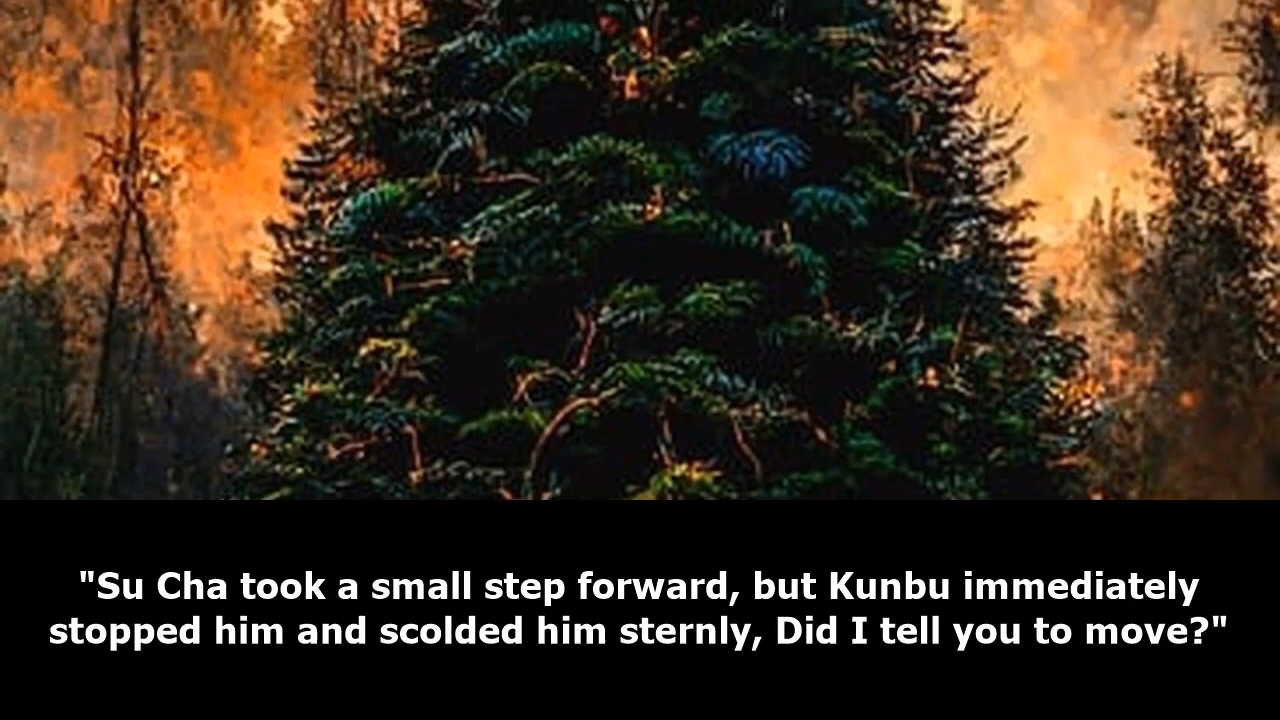 "Su Cha took a small step forward, but Kunbu immediately
stopped him and scolded him sternly, Did I tell you to move?"